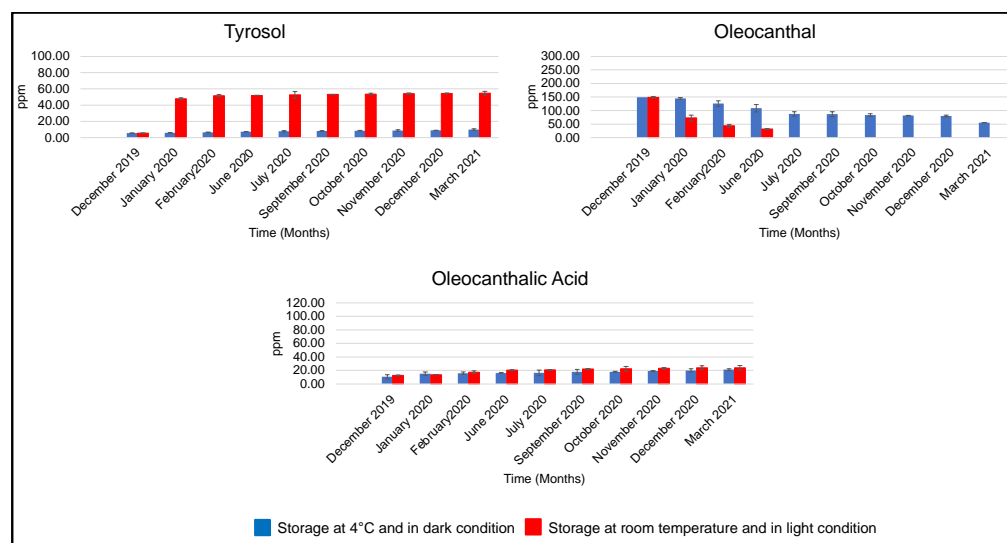 Tyrosol
100.00
80.00
60.00
40.00
20.00
0.00
ppm
December 2019
January 2020
February2020
June 2020
July 2020
September 2020
October 2020
November 2020
December 2020
March 2021
Time (Months)
Oleocanthal
300.00
250.00
200.00
150.00
100.00
50.00
0.00
ppm
December 2019
January 2020
February 2020
June 2020
July 2020
September 2020
October 2020
November 2020
December 2020
March 2021
Time (Months)
Oleocanthalic Acid
120.00
100.00
80.00
60.00
40.00
20.00
0.00
ppm
December 2019
January 2020
February2020
June 2020
July 2020
September 2020
October 2020
November 2020
December 2020
March 2021
Time (Months)
Storage at 4°C and in dark condition
Storage at room temperature and in light condition